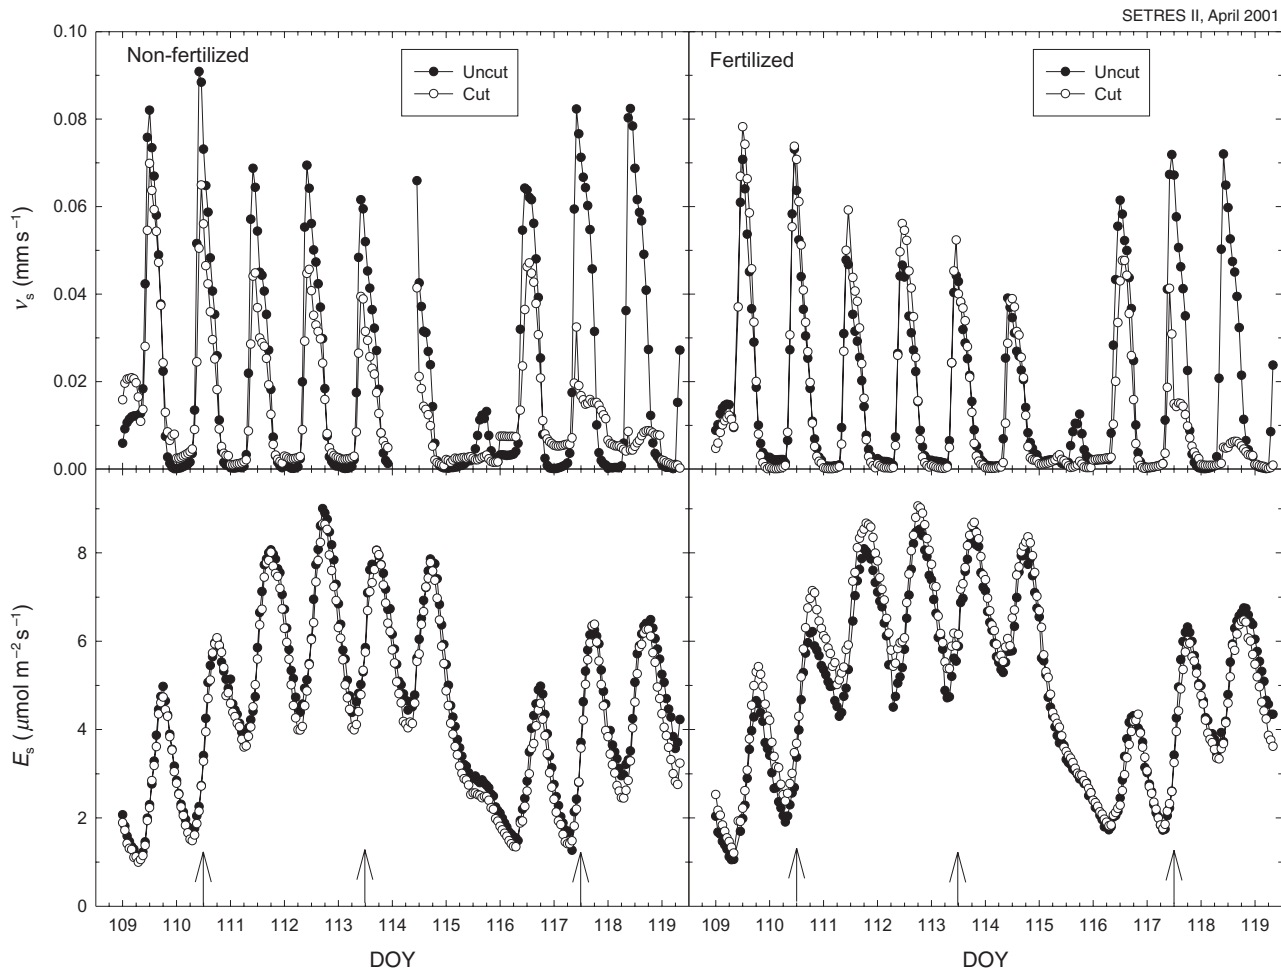 SETRES II, April 2001
0.10
0.08
0.06
0.04
0.02
0.00
νs (mm s−1)
Non-fertilized
Uncut
Cut
Fertilized
Uncut
Cut
8
6
4
2
0
Es (μmol m−2 s−1)
109 110 111 112 113 114 115 116 117 118 119
109 110 111 112 113 114 115 116 117 118 119
DOY
DOY